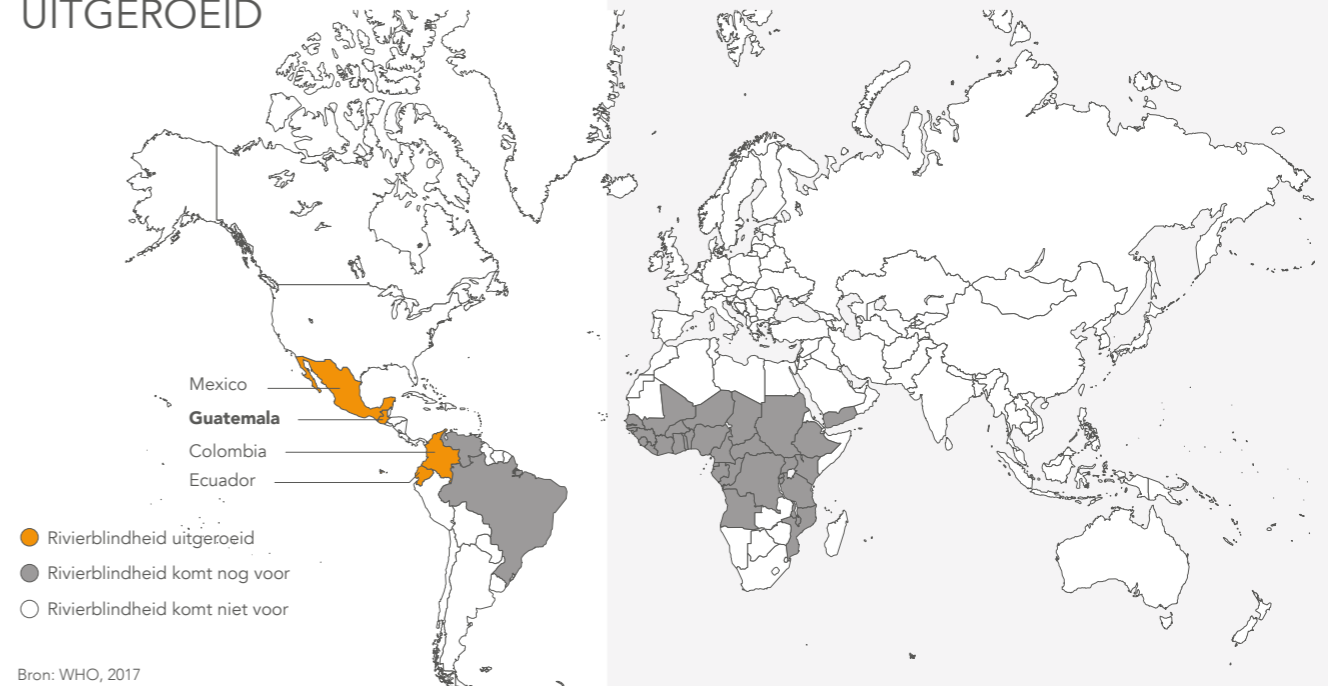 UITGEROEID
Mexico
Guatemala
Colombia
Ecuador
Rivierblindheid uitgeroeid
Rivierblindheid komt nog voor
Rivierblindheid komt niet voor
Bron: WHO, 2017